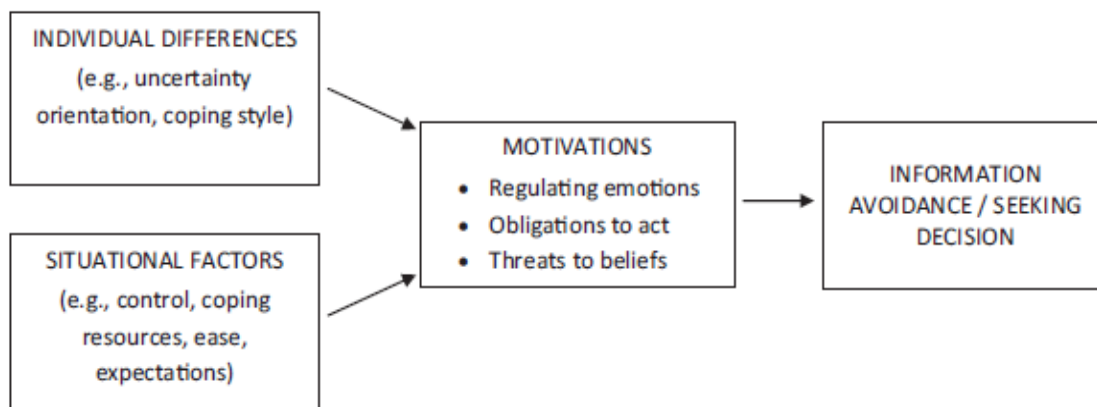 INDIVIDUAL DIFFERENCES
(e.g., uncertainty
orientation, coping style)
SITUATIONAL FACTORS
(e.g., control, coping
resources, ease,
expectations)
MOTIVATIONS
• Regulating emotions
• Obligations to act
• Threats to beliefs
INFORMATION
AVOIDANCE / SEEKING
DECISION